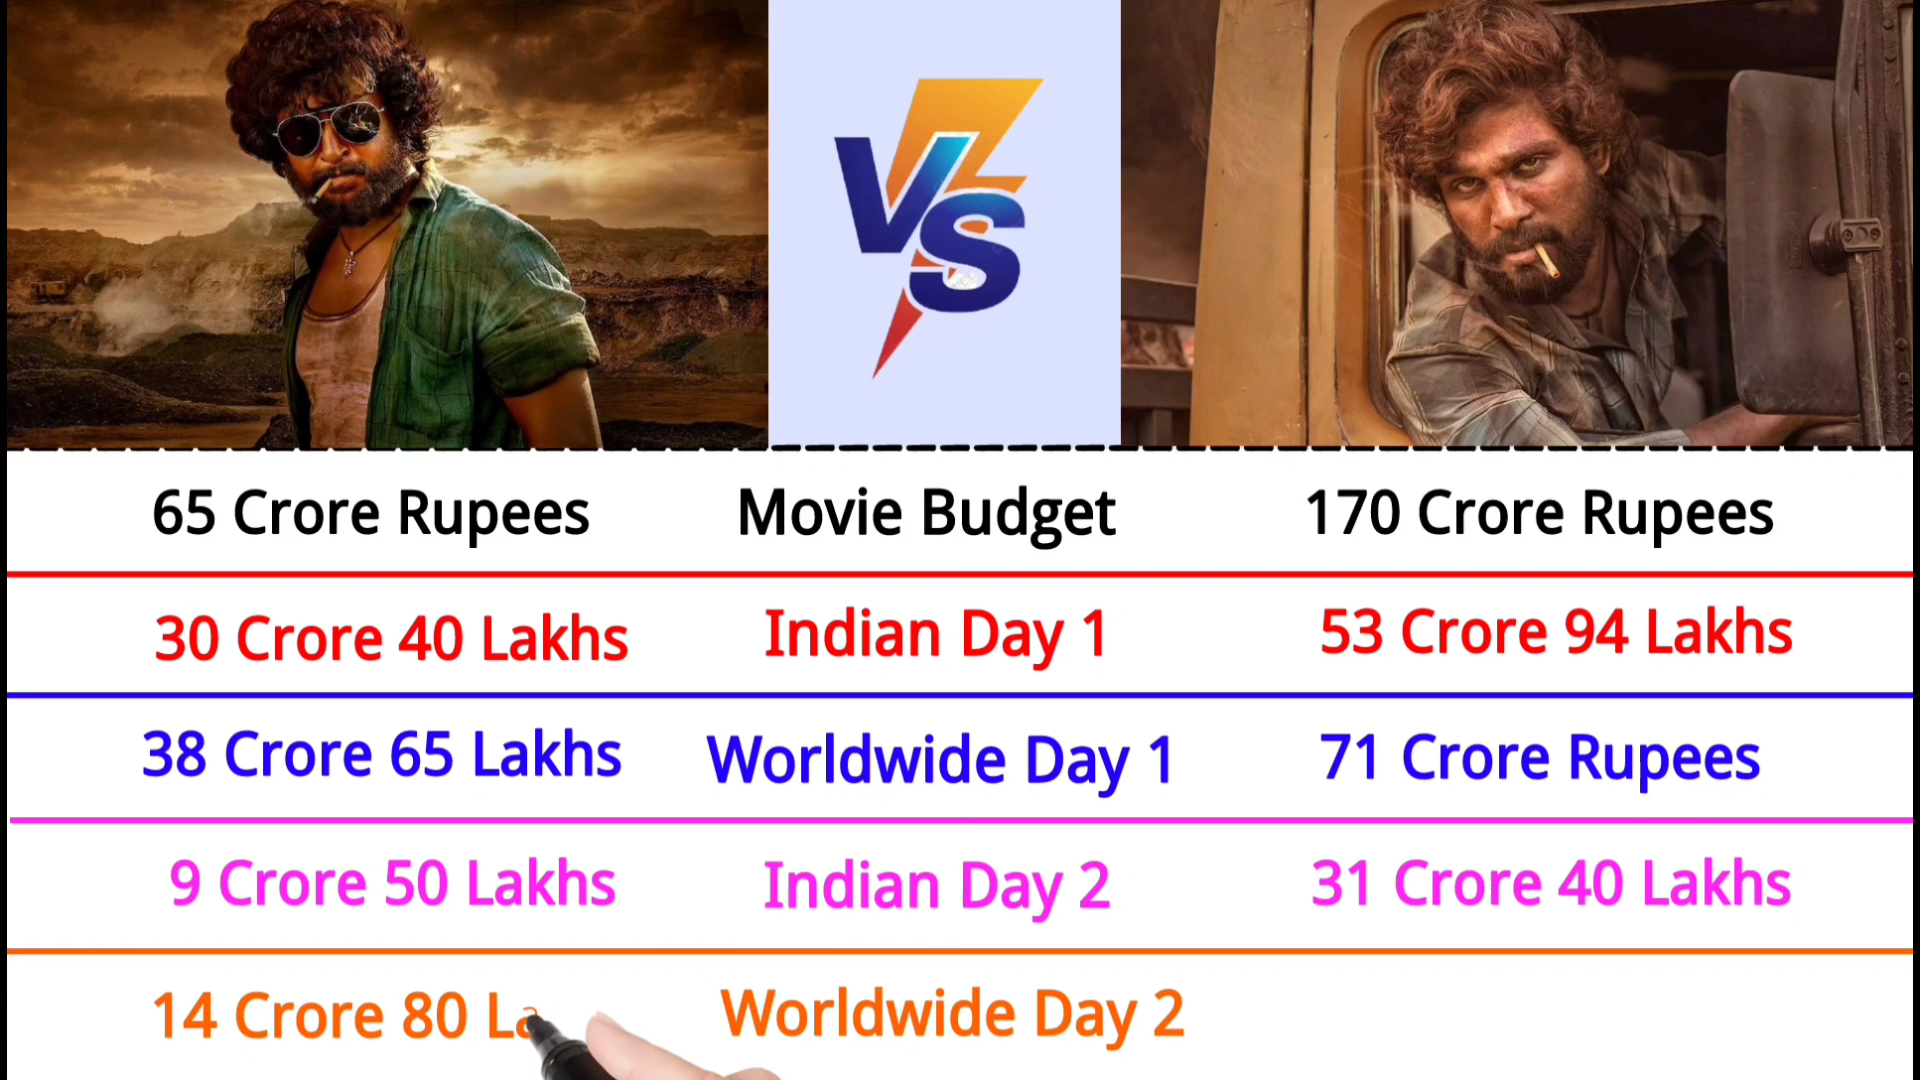 VS
65 Crore Rupees Movie Budget 170 Crore Rupees
30 Crore 40 Lakhs Indian Day 1 53 Crore 94 Lakhs
38 Crore 65 Lakhs Worldwide Day 1 71 Crore Rupees
9 Crore 50 Lakhs Indian Day 2 31 Crore 40 Lakhs
14 Crore 80 La Worldwide Day 2